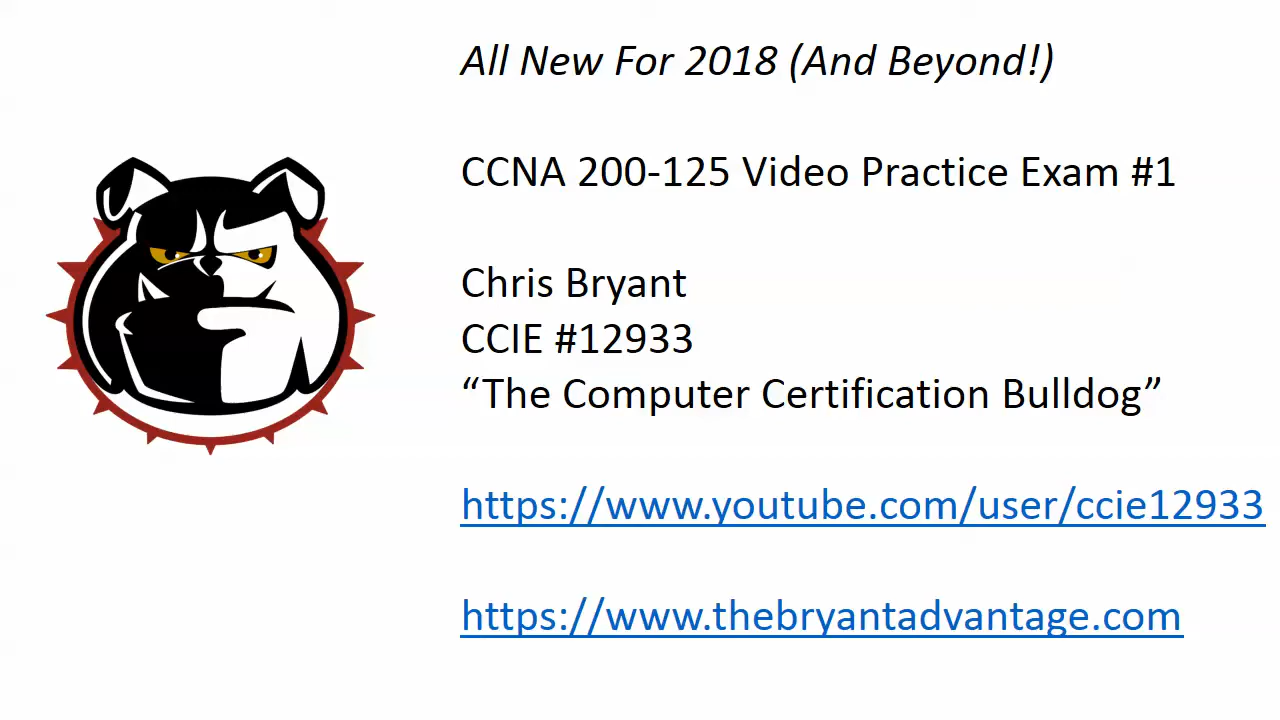 All New For 2018 (And Beyond!)
CCNA 200-125 Video Practice Exam #1
Chris Bryant
CCIE #12933
“The Computer Certification Bulldog”
https://www.youtube.com/user/ccie12933
https://www.thebryantadvantage.com